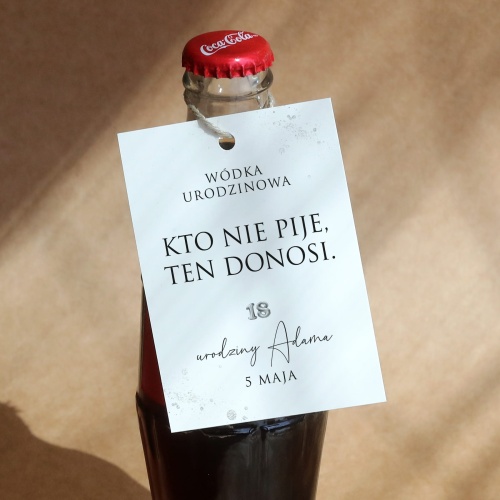 Coca-Cola
WÓDKA
URODZINOWA
KTO NIE PIJE,
TEN DONOSI.
18
urodziny Adama
5 MAJA